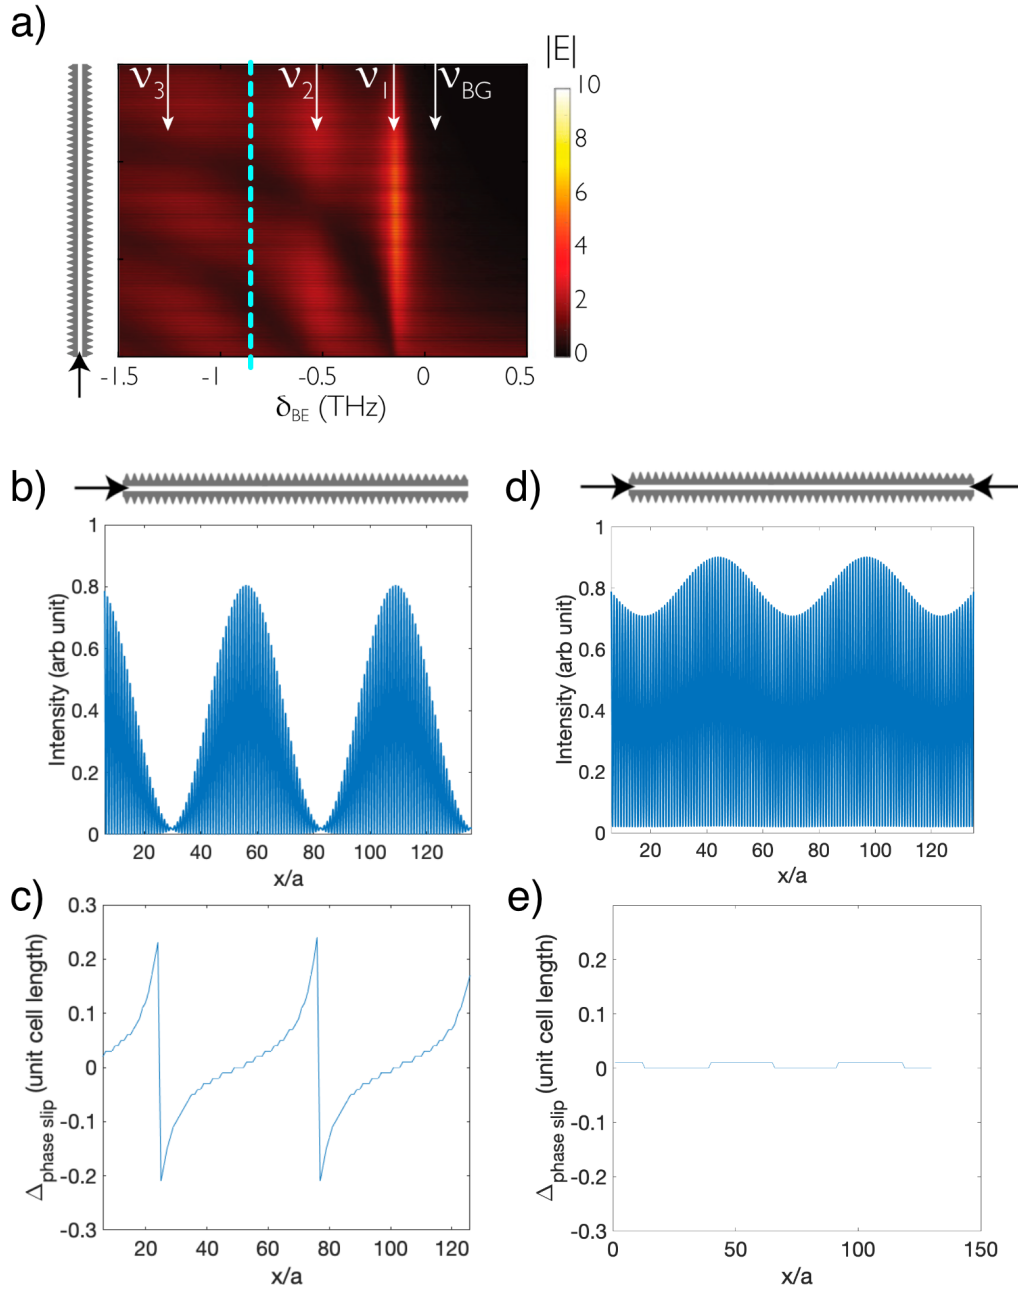 a)
|E|
ν3 ν2 ν1 νBG
10
8
6
4
2
0
-1.5 -1 -0.5 0 0.5
δBE (THz)
b)
1
0.8
0.6
0.4
0.2
0
Intensity (arb unit)
20 40 60 80 100 120
x/a
d)
1
0.8
0.6
0.4
0.2
0
Intensity (arb unit)
20 40 60 80 100 120
x/a
c)
0.3
0.2
0.1
0
-0.1
-0.2
-0.3
Δphase slip (unit cell length)
20 40 60 80 100 120
x/a
e)
0.2
0.1
0
-0.1
-0.2
-0.3
Δphase slip (unit cell length)
0 50 100 150
x/a